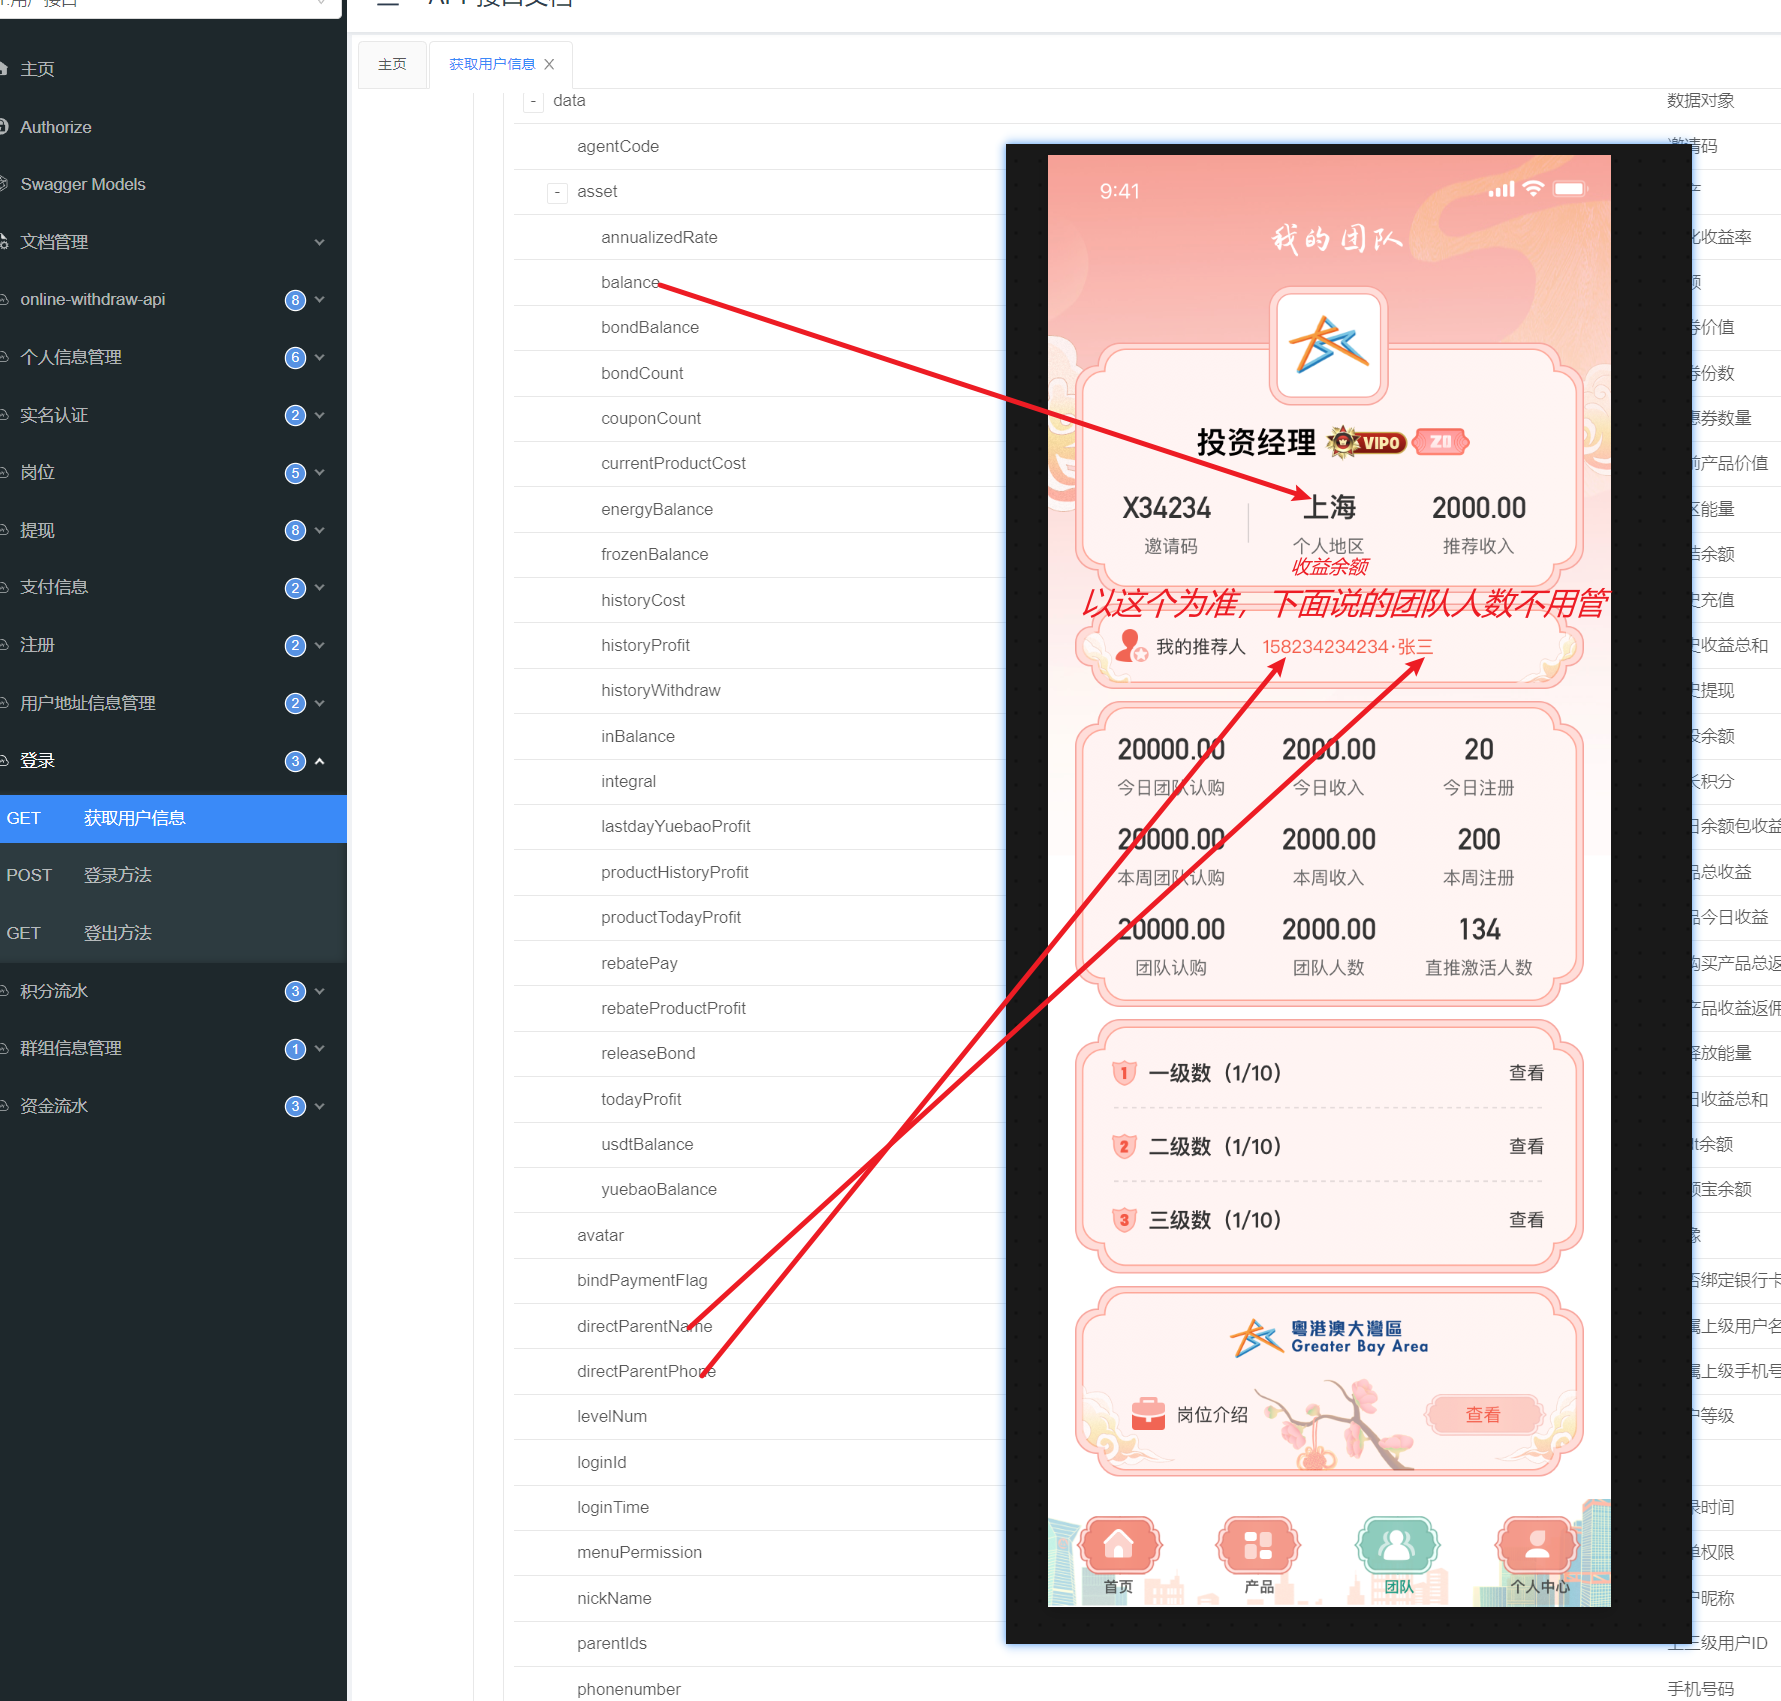 API 接口文档
主页
Authorize
Swagger Models
文档管理
online-withdraw-api 8
个人信息管理 6
实名认证 2
岗位 5
提现 8
支付信息 2
注册 2
用户地址信息管理 2
登录 3
GET 获取用户信息
POST 登录方法
GET 登出方法
积分流水 3
群组信息管理 1
资金流水 3
主页 获取用户信息
- data 数据对象
agentCode 请码
- asset
annualizedRate 化收益率
balance
bondBalance 券价值
bondCount 券份数
couponCount 惠券数量
currentProductCost 前产品价值
energyBalance 区能量
frozenBalance 结余额
historyCost 史充值
historyProfit 史收益总和
historyWithdraw 史提现
inBalance 余额
integral 长积分
lastdayYuebaoProfit 日余额包收益
productHistoryProfit 品总收益
productTodayProfit 品今日收益
rebatePay 购买产品总返
rebateProductProfit 产品收益返佣
releaseBond 释放能量
todayProfit 日收益总和
usdtBalance 余额
yuebaoBalance 额宝余额
avatar 像
bindPaymentFlag 否绑定银行卡
directParentName 属上级用户名
directParentPhone 属上级手机号
levelNum 户等级
loginId
loginTime 录时间
menuPermission 单权限
nickName 户昵称
parentIds 上三级用户ID
phonenumber 手机号码
9:41
我的团队
投资经理 VIP0 Z0
X34234 上海 2000.00
邀请码 个人地区 推荐收入
收益余额
以这个为准，下面说的团队人数不用管
我的推荐人 158234234234·张三
20000.00 2000.00 20
今日团队认购 今日收入 今日注册
20000.00 2000.00 200
本周团队认购 本周收入 本周注册
20000.00 2000.00 134
团队认购 团队人数 直推激活人数
1 一级数（1/10） 查看
2 二级数（1/10） 查看
3 三级数（1/10） 查看
粵港澳大灣區
Greater Bay Area
岗位介绍 查看
首页 产品 团队 个人中心